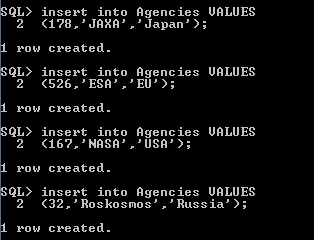 SQL> insert into Agencies VALUES
2 (178,'JAXA','Japan');
1 row created.
SQL> insert into Agencies VALUES
2 (526,'ESA','EU');
1 row created.
SQL> insert into Agencies VALUES
2 (167,'NASA','USA');
1 row created.
SQL> insert into Agencies VALUES
2 (32,'Roskosmos','Russia');
1 row created.